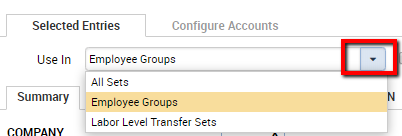 Selected Entries Configure Accounts
Use In Employee Groups
All Sets
Employee Groups
Labor Level Transfer Sets
Summary
COMPANY